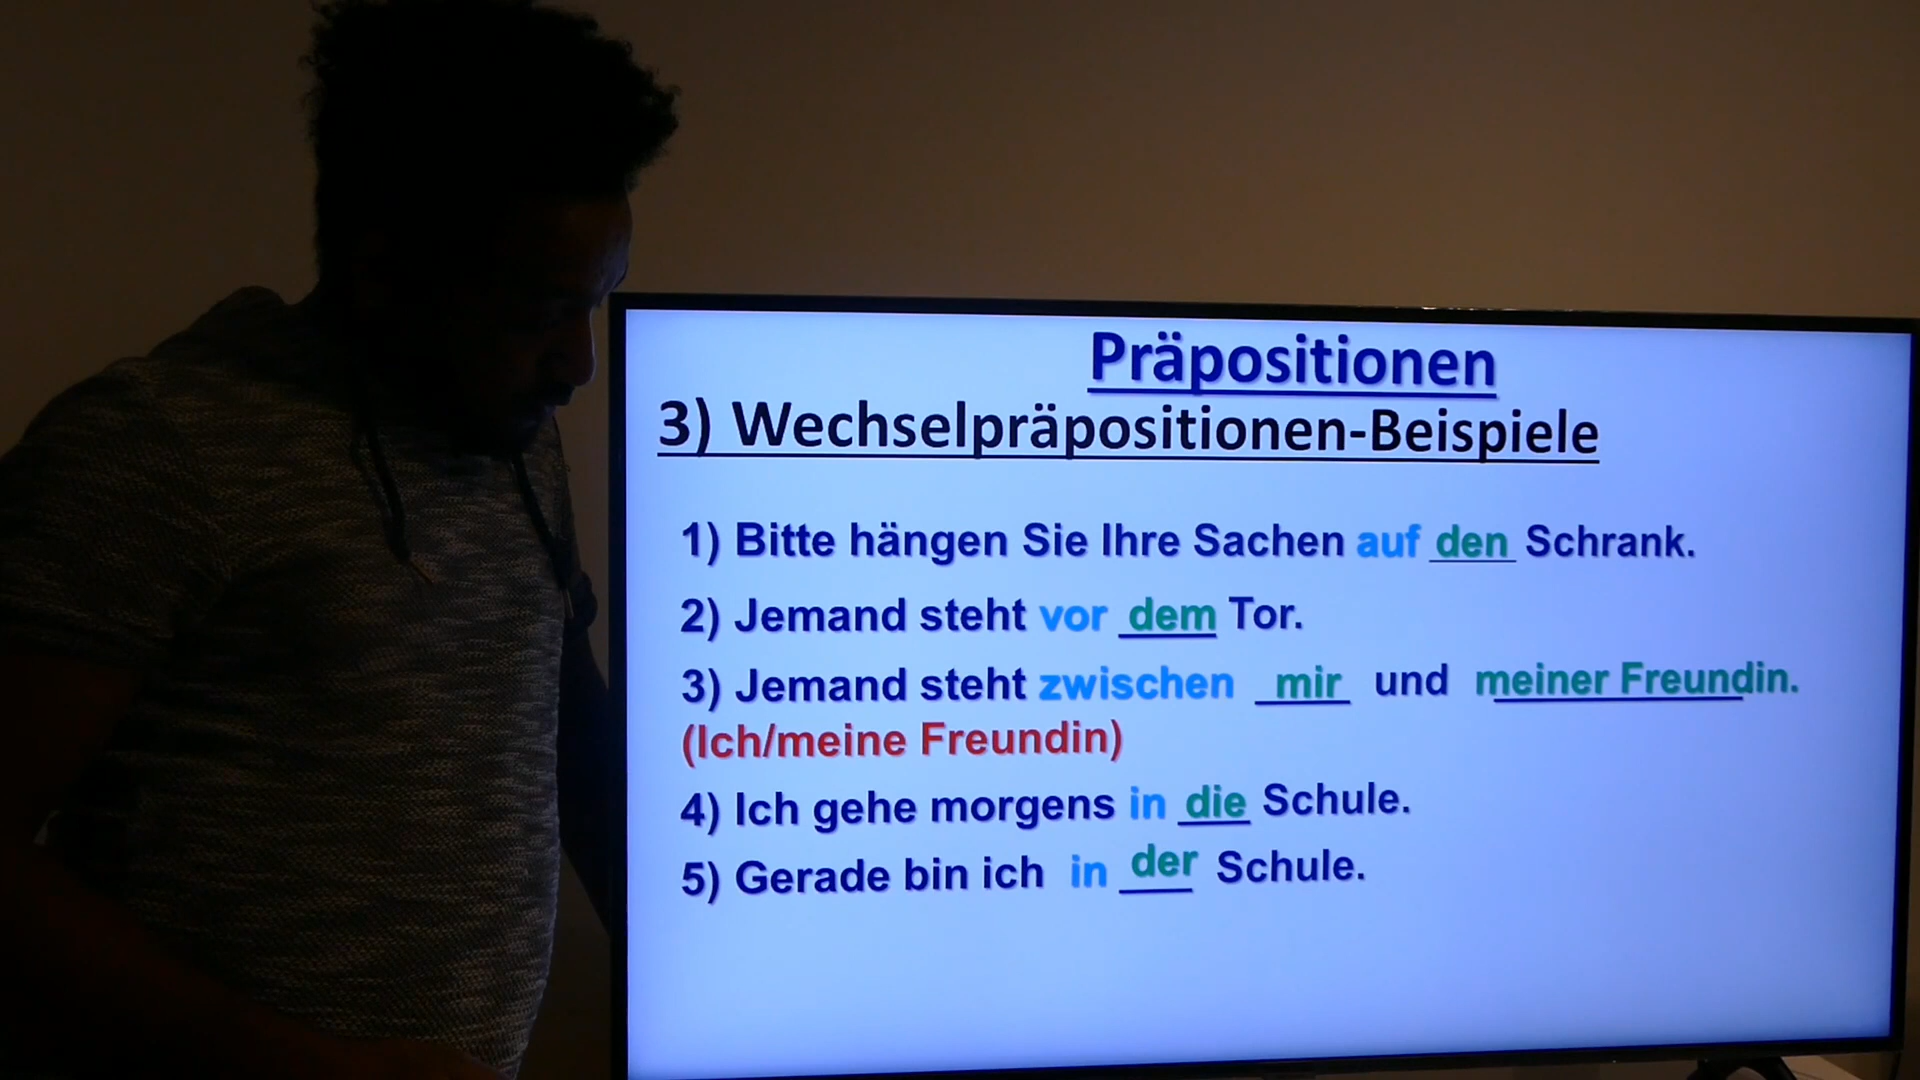 Präpositionen
3) Wechselpräpositionen-Beispiele
1) Bitte hängen Sie Ihre Sachen auf den Schrank.
2) Jemand steht vor dem Tor.
3) Jemand steht zwischen mir und meiner Freundin.
(Ich/meine Freundin)
4) Ich gehe morgens in die Schule.
5) Gerade bin ich in der Schule.